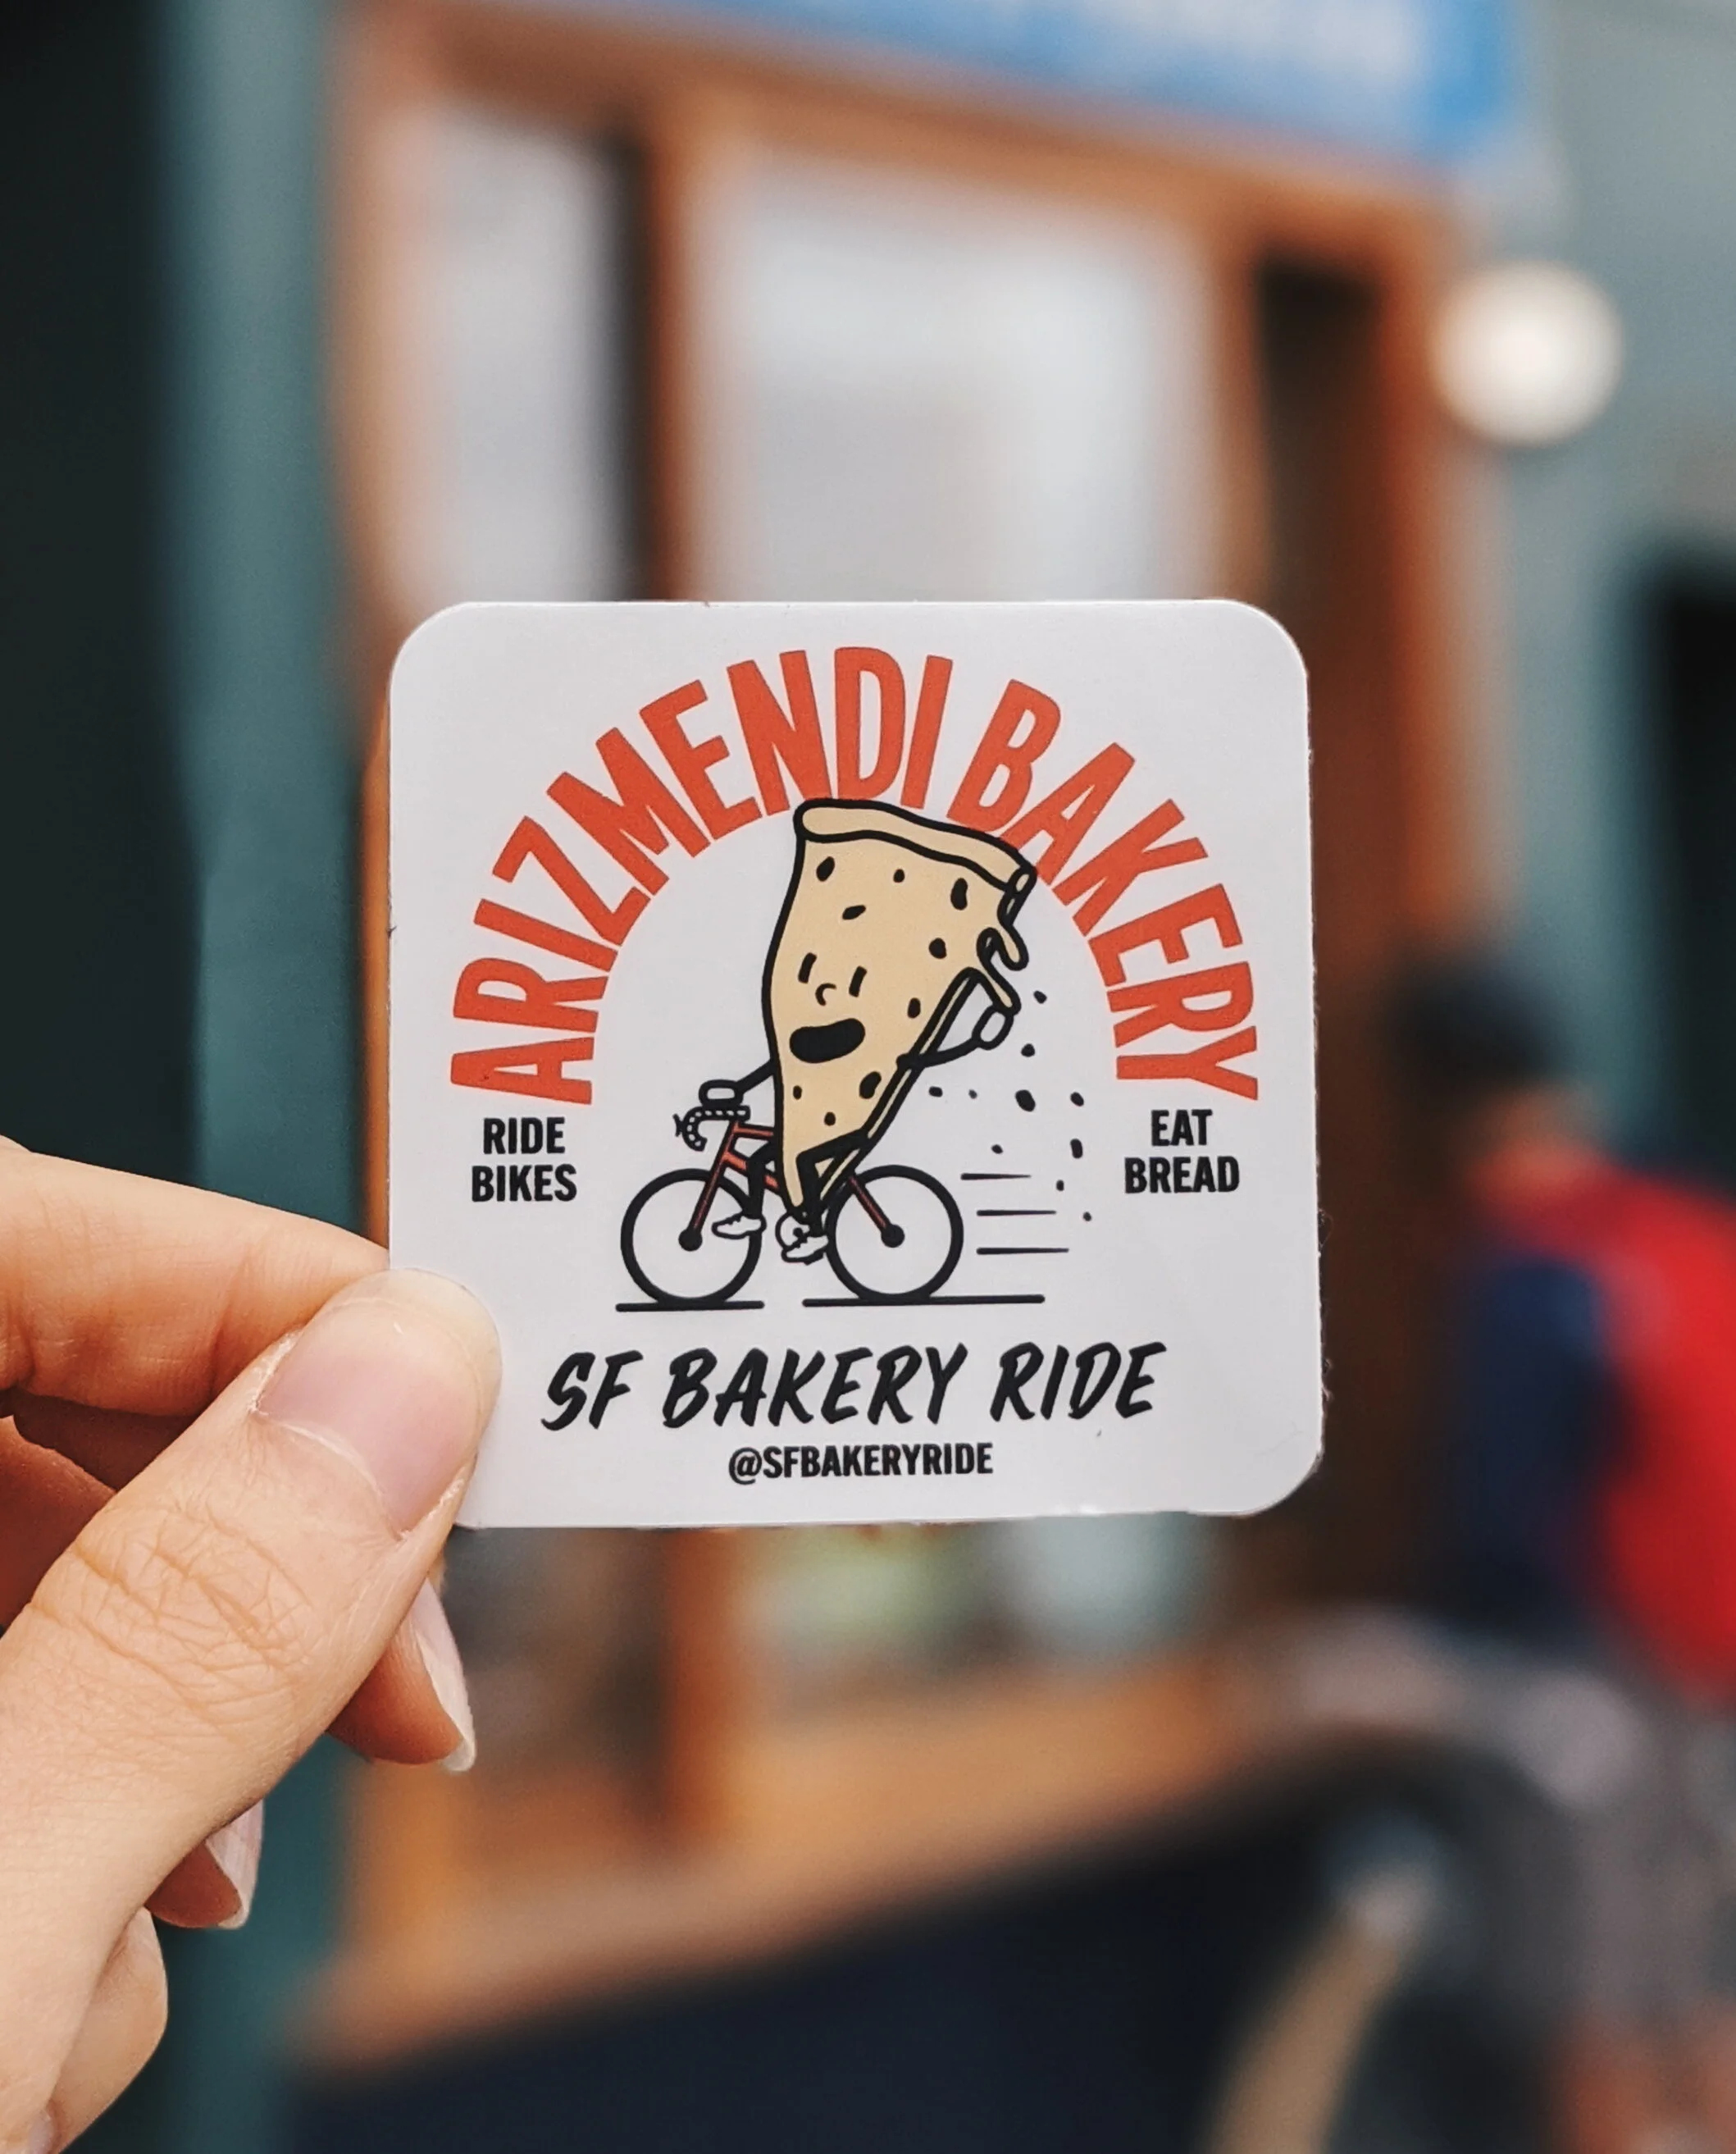 ARIZMENDI BAKERY
RIDE
BIKES
EAT
BREAD
SF BAKERY RIDE
@SFBAKERYRIDE